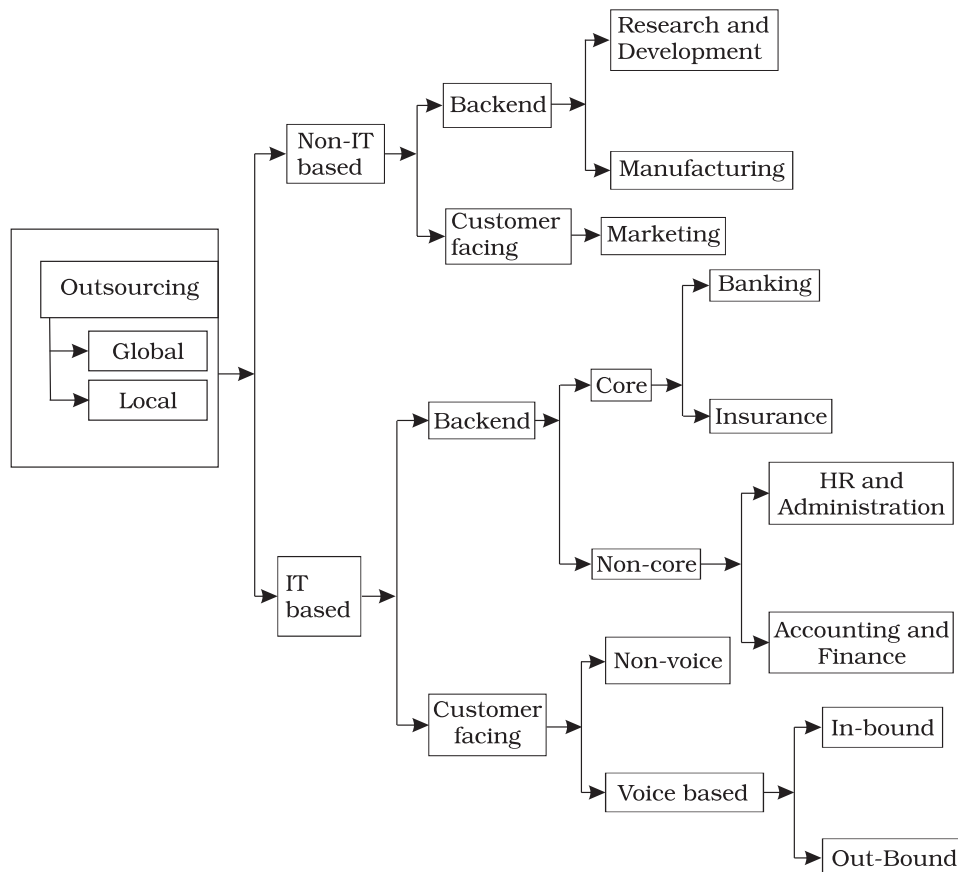 Research and
Development
Backend
Non-IT
based
Manufacturing
Customer
facing
Marketing
Outsourcing
Global
Local
Banking
Core
Backend
Insurance
HR and
Administration
Non-core
IT
based
Accounting and
Finance
Non-voice
Customer
facing
In-bound
Voice based
Out-Bound